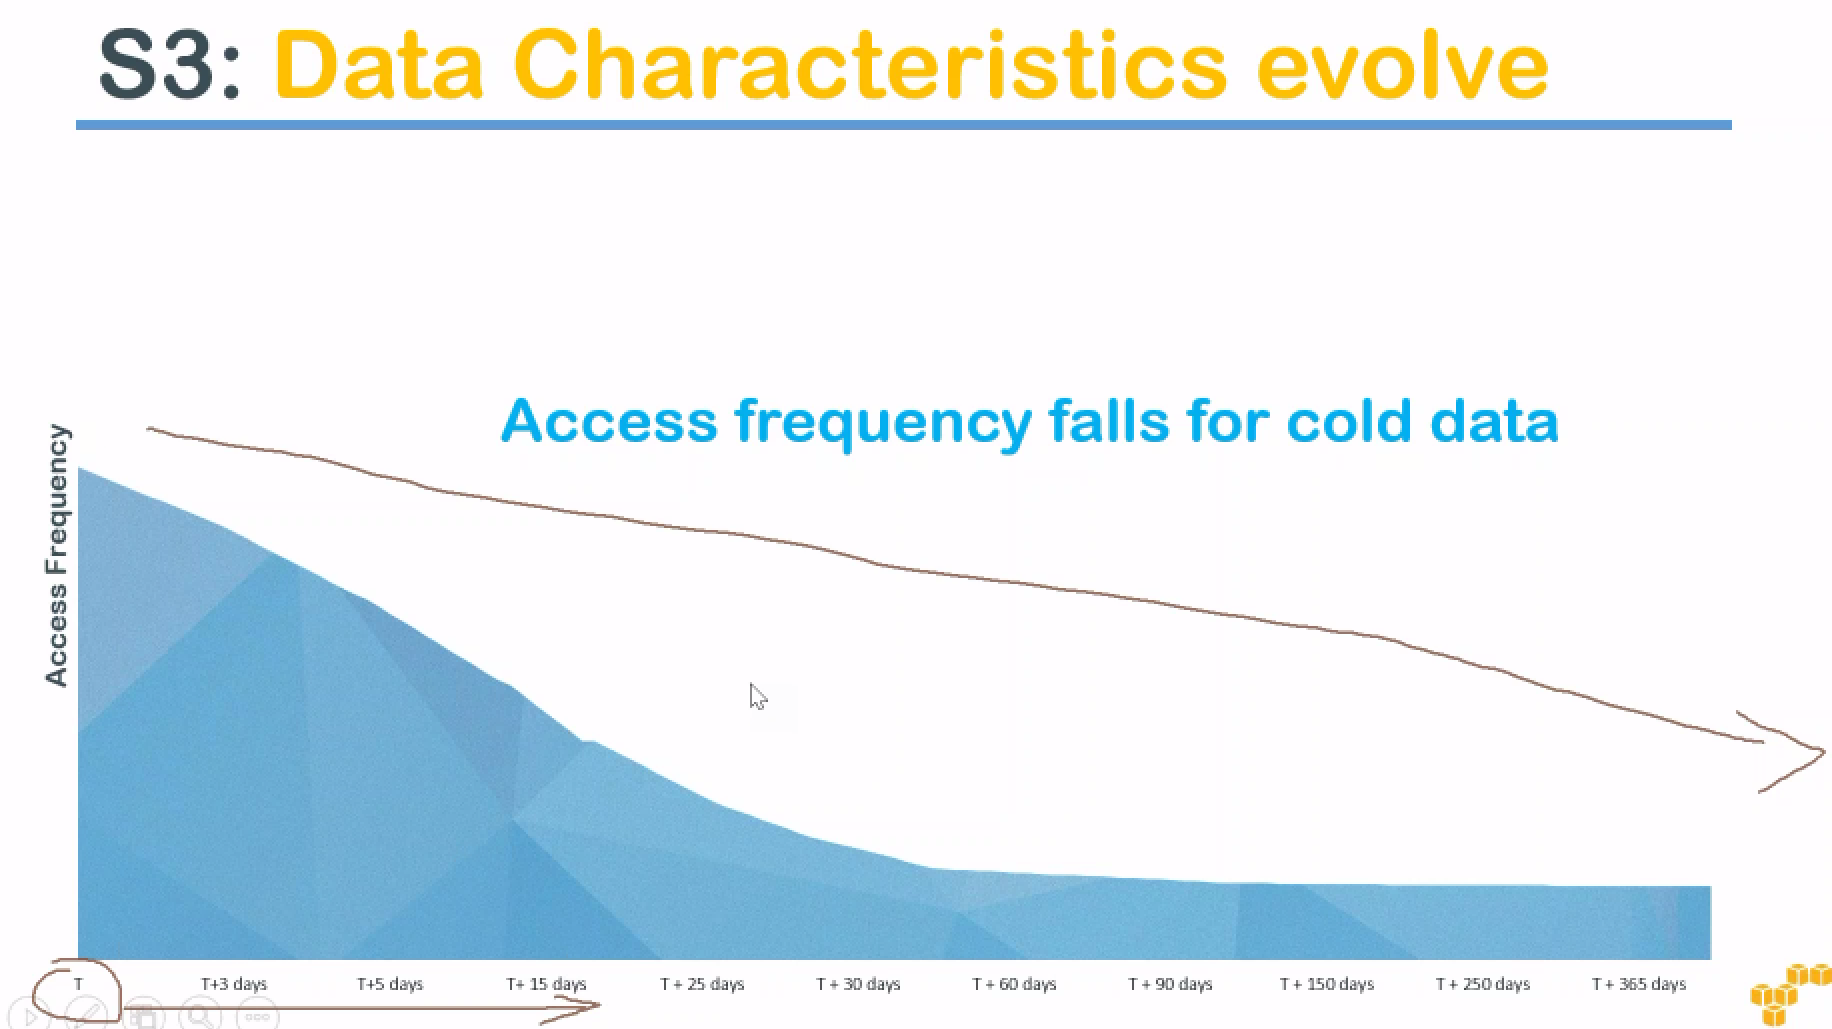 S3: Data Characteristics evolve
Access frequency falls for cold data
Access Frequency
T T+3 days T+5 days T+ 15 days T + 25 days T + 30 days T + 60 days T + 90 days T + 150 days T + 250 days T + 365 days